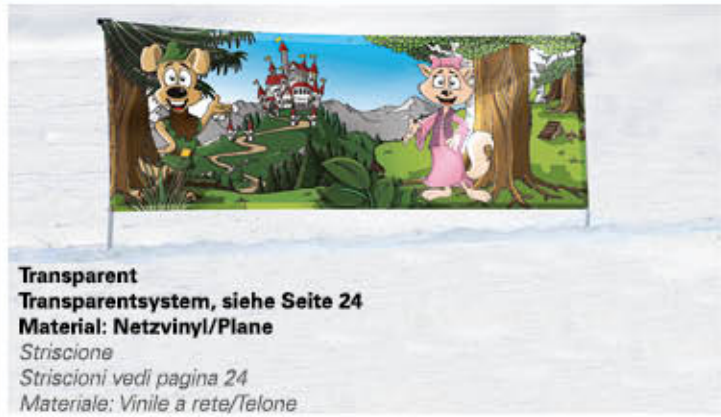 Transparent
Transparentsystem, siehe Seite 24
Material: Netzvinyl/Plane
Striscione
Striscioni vedi pagina 24
Materiale: Vinile a rete/Telone